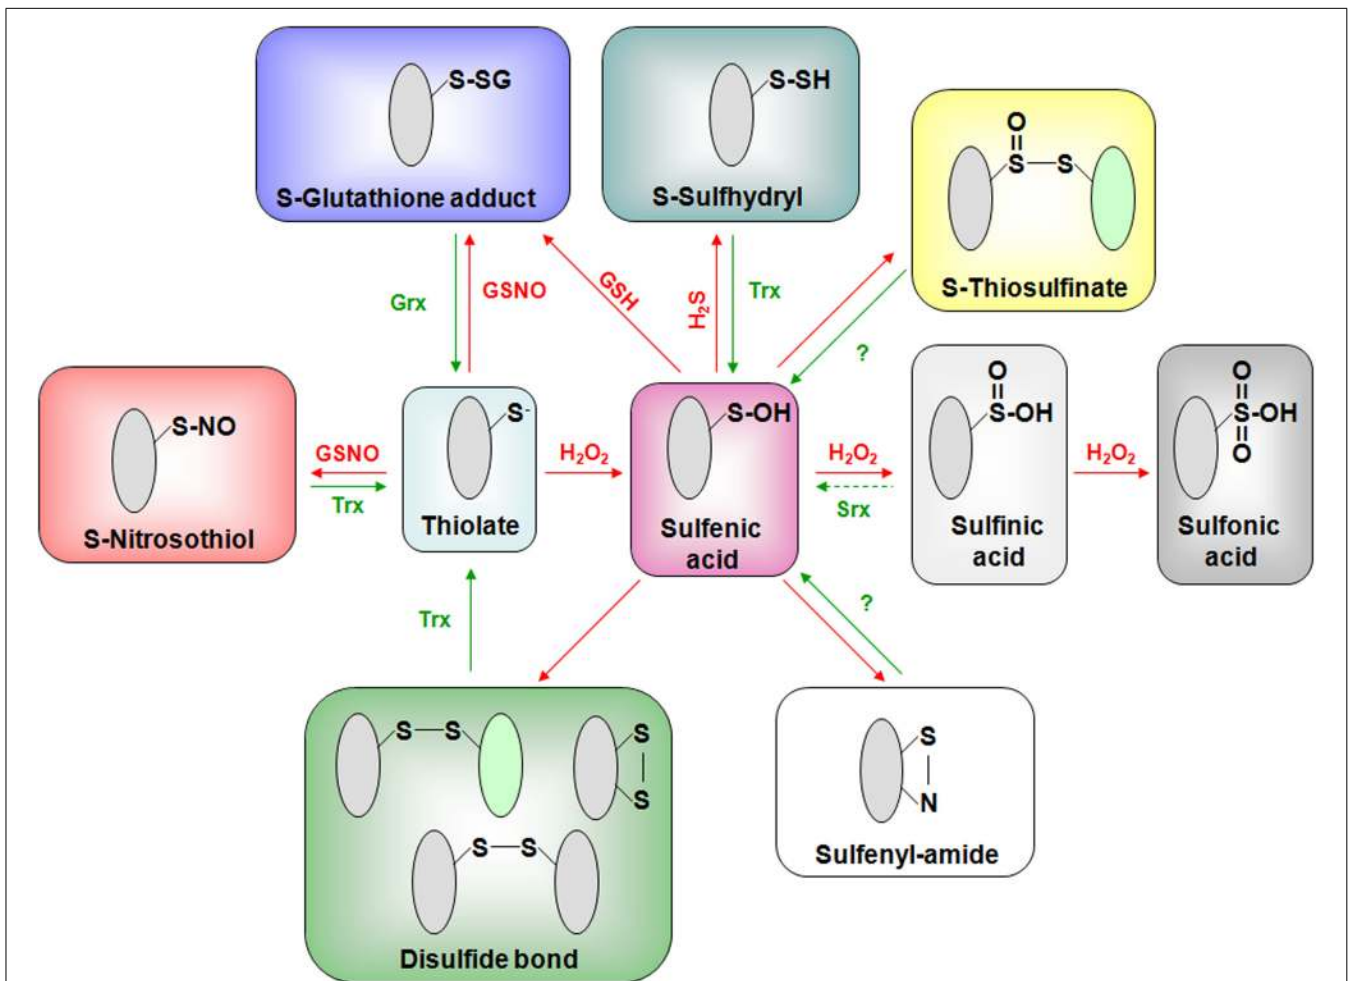 S-SG
S-Glutathione adduct
S-SH
S-Sulfhydryl
O
S
S
S-Thiosulfinate
Grx
GSNO
GSH
H₂S
Trx
?
S-NO
S-Nitrosothiol
GSNO
Trx
S⁻
Thiolate
H₂O₂
S-OH
Sulfenic
acid
H₂O₂
Srx
O
S-OH
Sulfinic
acid
H₂O₂
O
S-OH
O
Sulfonic
acid
Trx
?
S
S
S
S
S
S
Disulfide bond
S
N
Sulfenyl-amide